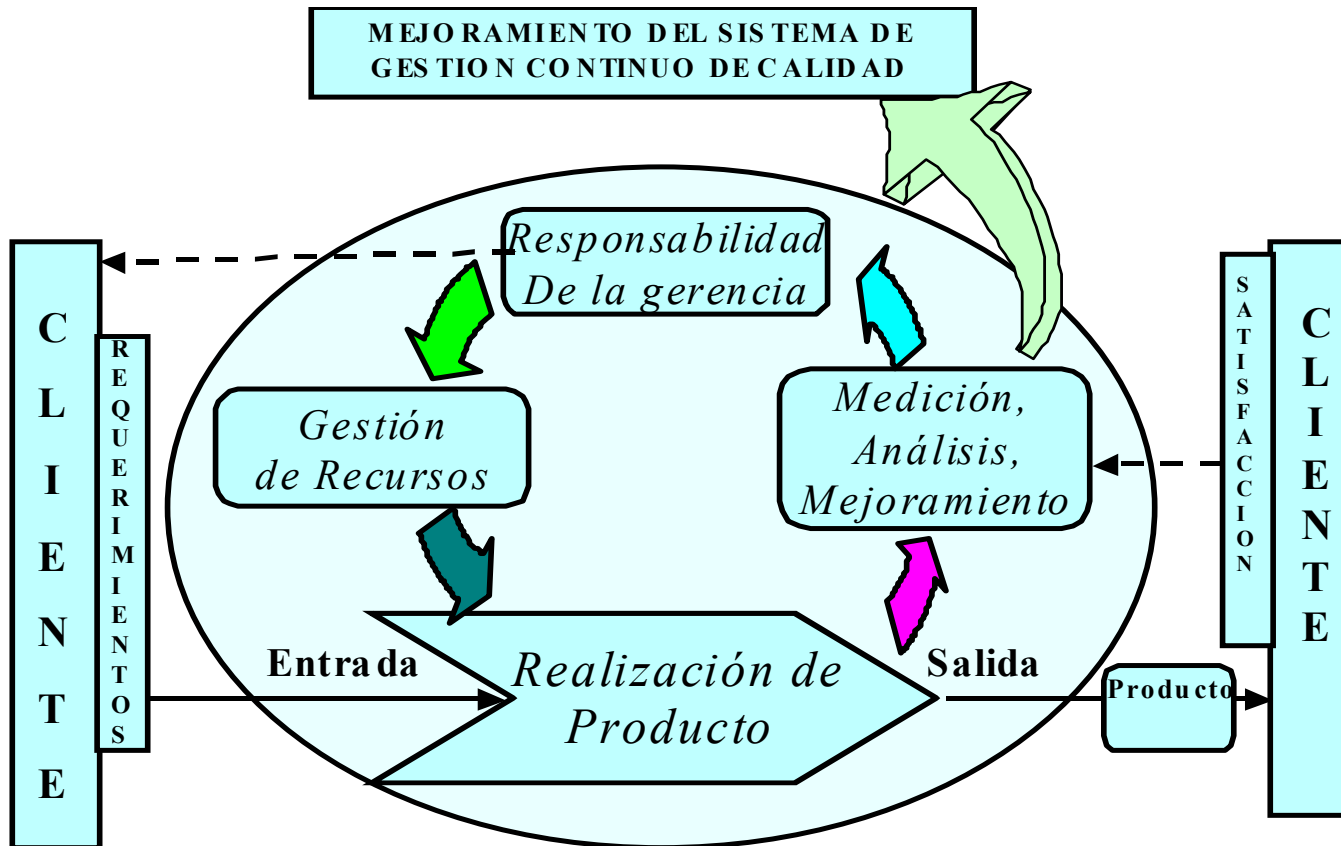 MEJORAMIENTO DEL SISTEMA DE
GESTION CONTINUO DE CALIDAD
Responsabilidad
De la gerencia
CLIENTE
REQUERIMIENTOS
Gestión
de Recursos
Medición,
Análisis,
Mejoramiento
SATISFACCION
CLIENTE
Entrada
Realización de
Producto
Salida
Producto